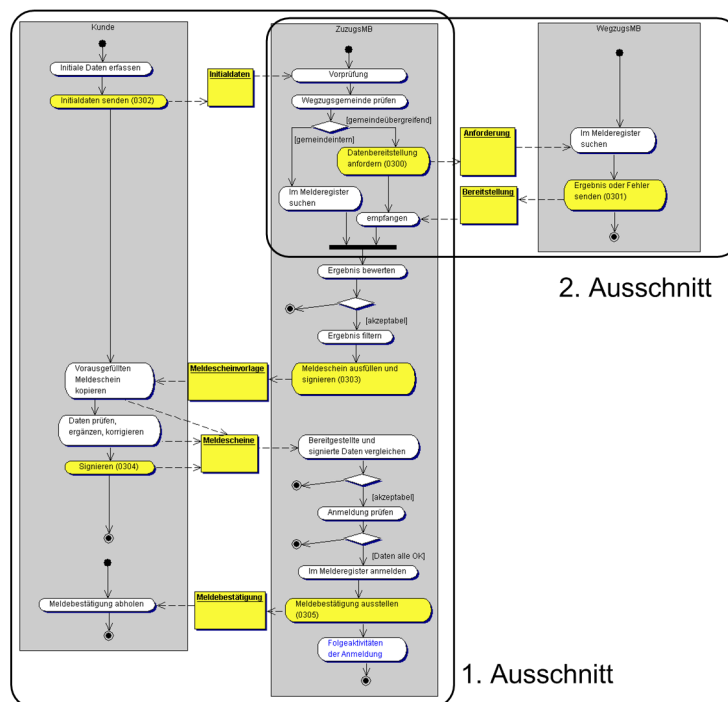 Kunde
ZuzugsMB
WegzugsMB
Initiale Daten erfassen
Initialdaten
Vorprüfung
Initialdaten senden (0302)
Wegzugsgemeinde prüfen
[gemeindeübergreifend]
[gemeindeintern]
Anforderung
Im Melderegister
suchen
Datenbereitstellung
anfordern (0300)
Im Melderegister
suchen
Bereitstellung
Ergebnis oder Fehler
senden (0301)
empfangen
Ergebnis bewerten
2. Ausschnitt
[akzeptabel]
Ergebnis filtern
Vorausgefüllten
Meldeschein
kopieren
Meldescheinvorlage
Meldeschein ausfüllen und
signieren (0303)
Daten prüfen,
ergänzen, korrigieren
Meldescheine
Bereitgestellte und
signierte Daten vergleichen
Signieren (0304)
[akzeptabel]
Anmeldung prüfen
[Daten alle OK]
Im Melderegister anmelden
Meldebestätigung abholen
Meldebestätigung
Meldebestätigung ausstellen
(0305)
Folgeaktivitäten
der Anmeldung
1. Ausschnitt